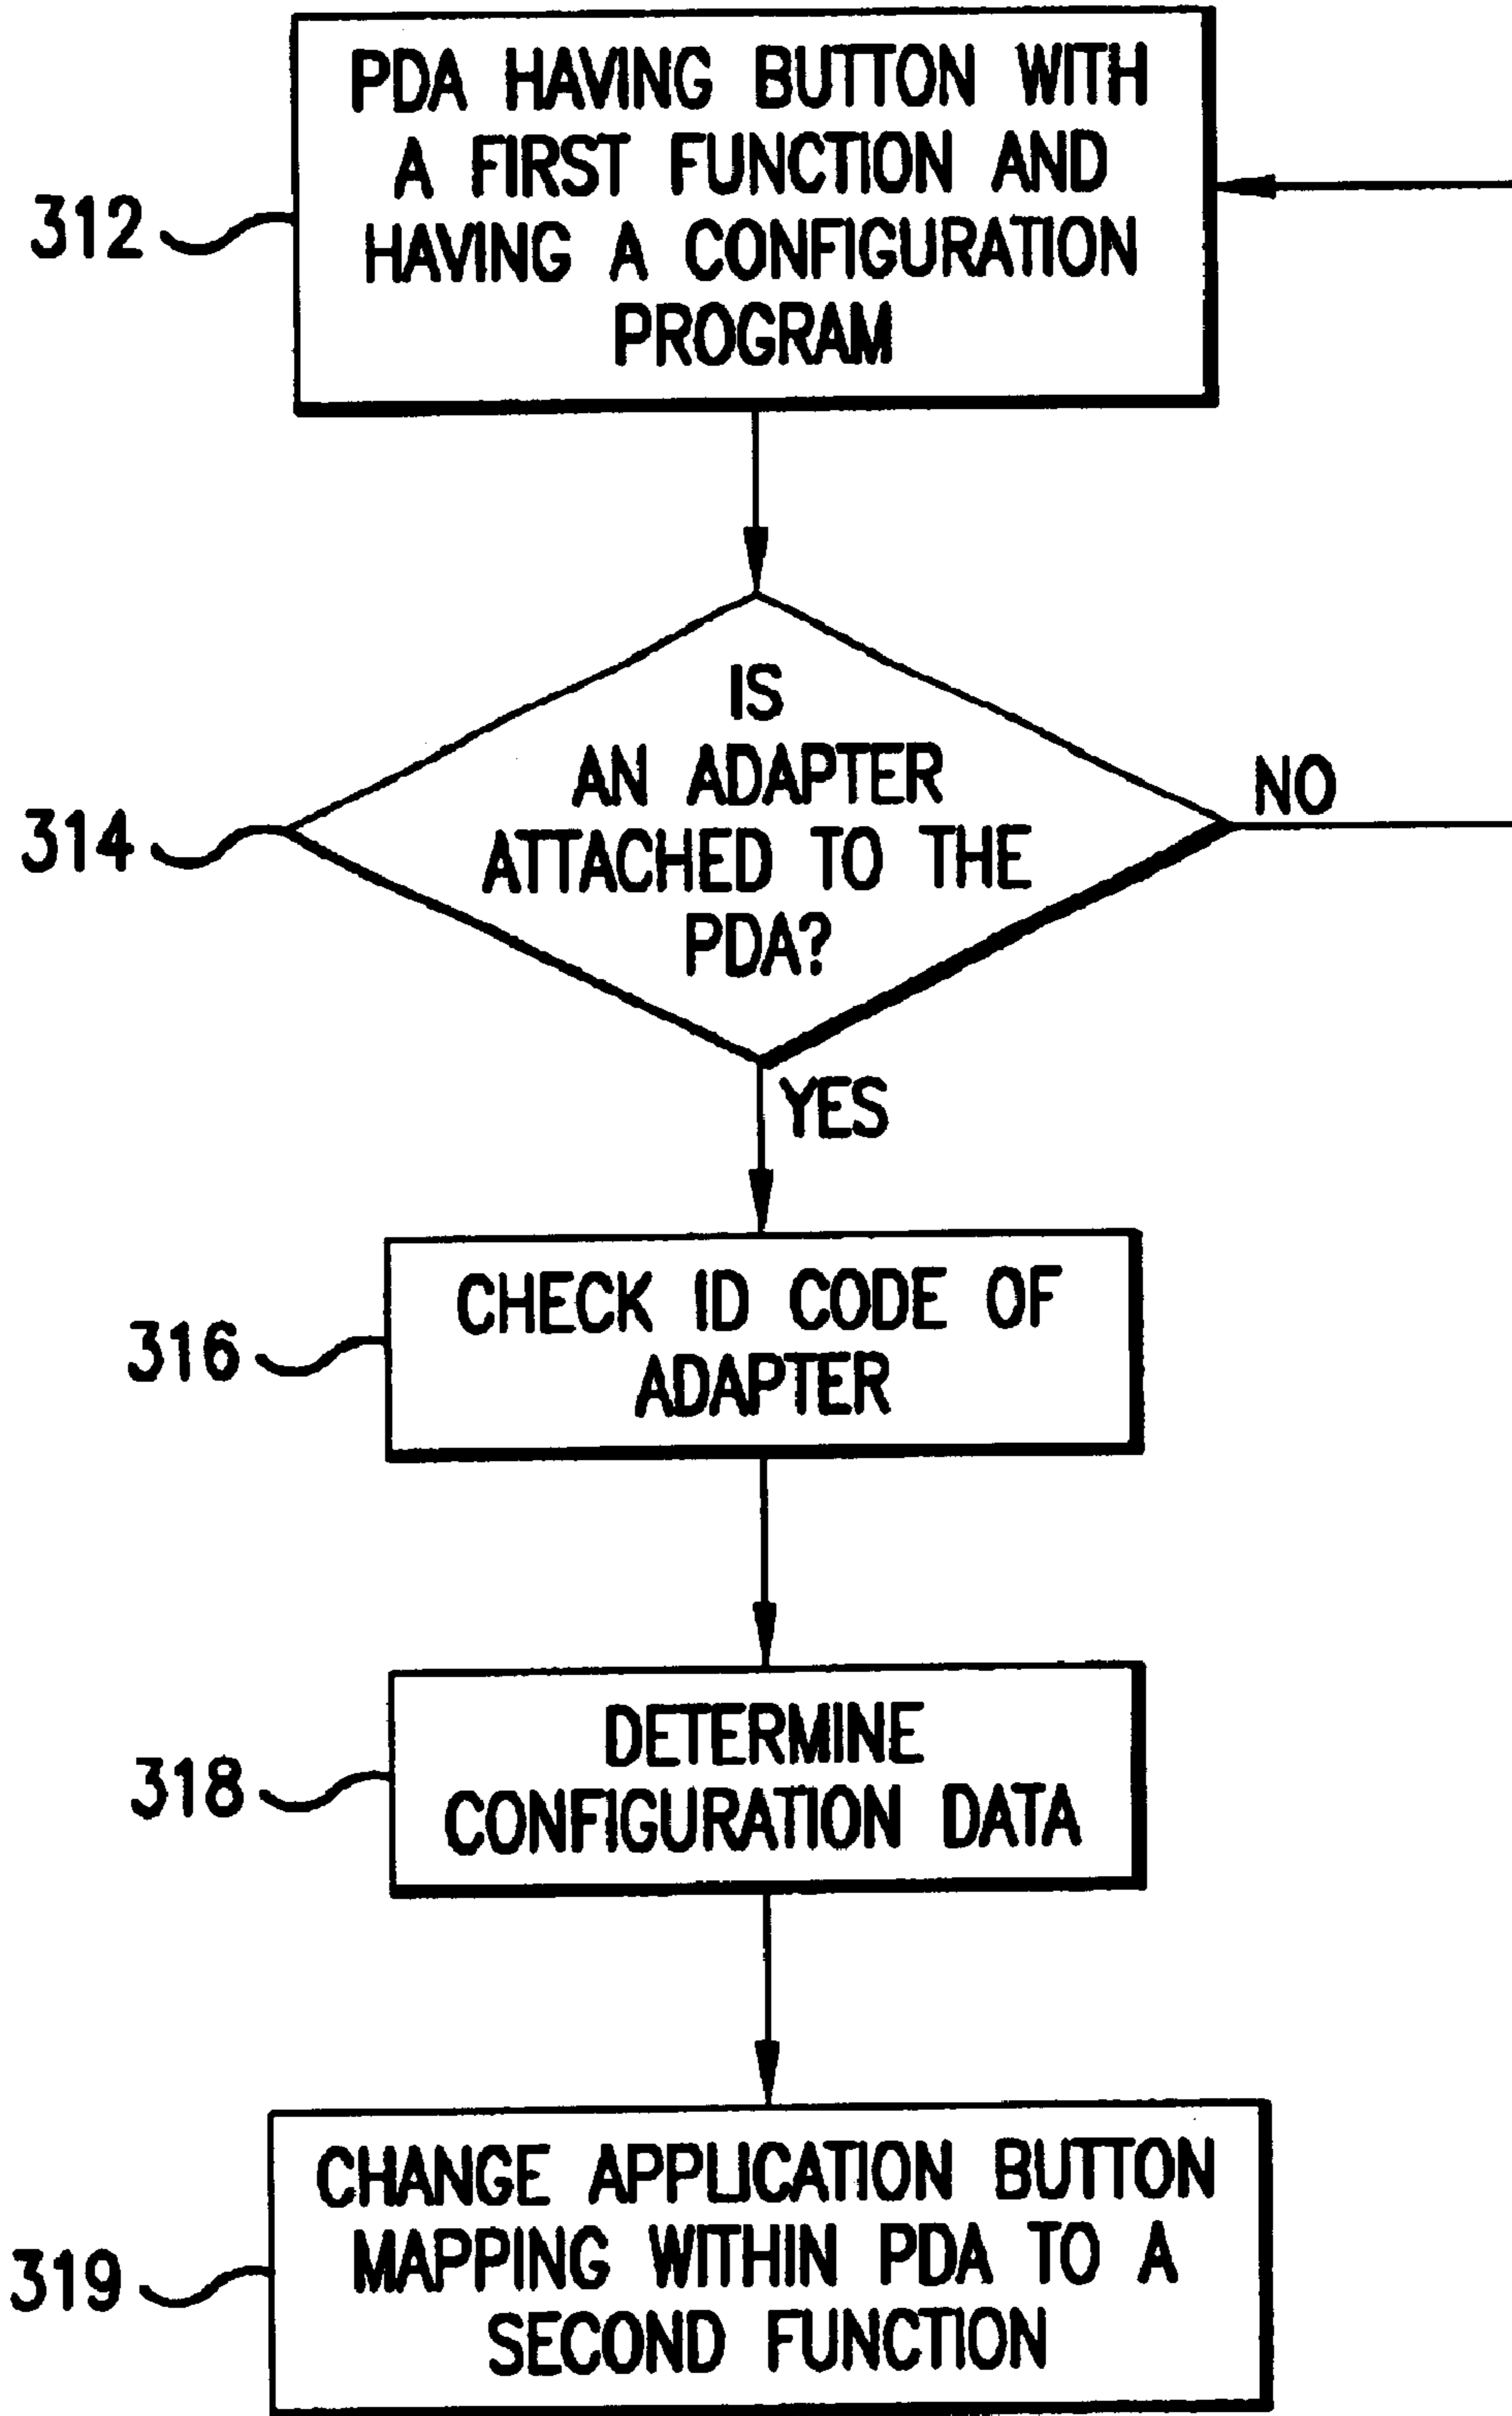 PDA HAVING BUTTON WITH
A FIRST FUNCTION AND
HAVING A CONFIGURATION
PROGRAM
312
IS
AN ADAPTER
ATTACHED TO THE
PDA?
314
NO
YES
CHECK ID CODE OF
ADAPTER
316
DETERMINE
CONFIGURATION DATA
318
CHANGE APPLICATION BUTTON
MAPPING WITHIN PDA TO A
SECOND FUNCTION
319